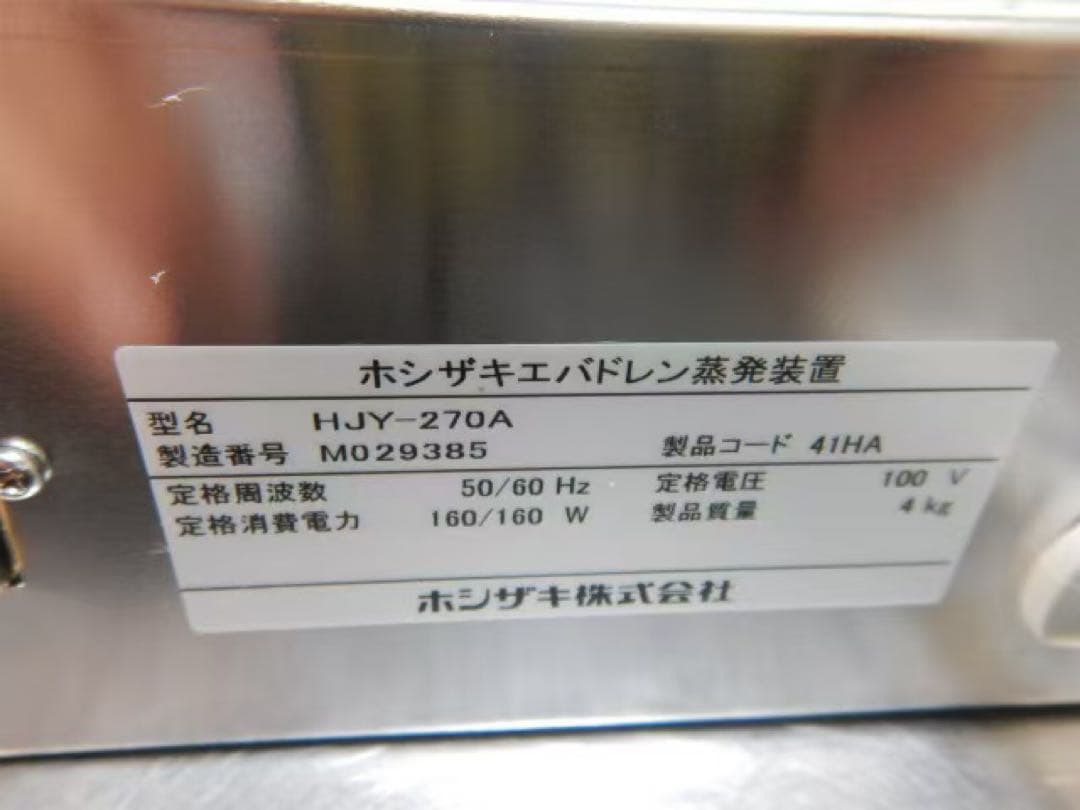 ホシザキエバドレン蒸発装置
型名 HJY-270A
製造番号 M029385 製品コード 41HA
定格周波数 50/60 Hz 定格電圧 100 V
定格消費電力 160/160 W 製品質量 4 kg
ホシザキ株式会社